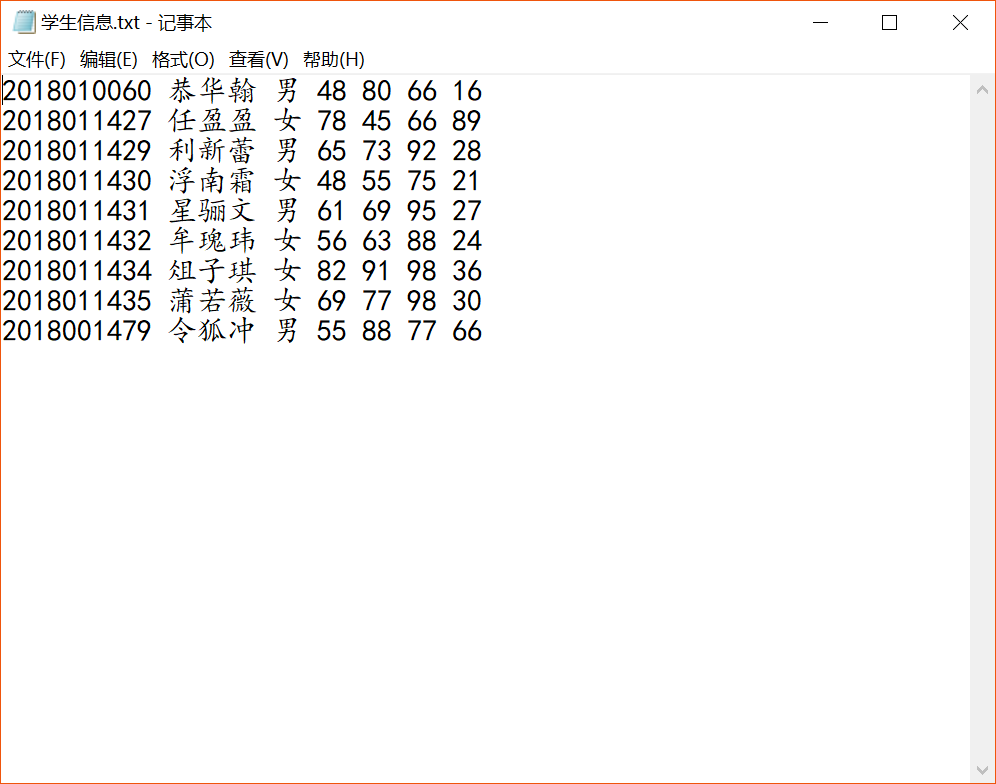 学生信息.txt - 记事本
文件(F) 编辑(E) 格式(O) 查看(V) 帮助(H)
2018010060 恭华翰 男 48 80 66 16
2018011427 任盈盈 女 78 45 66 89
2018011429 利新蕾 男 65 73 92 28
2018011430 浮南霜 女 48 55 75 21
2018011431 星骊文 男 61 69 95 27
2018011432 牟瑰玮 女 56 63 88 24
2018011434 俎子琪 女 82 91 98 36
2018011435 蒲若薇 女 69 77 98 30
2018001479 令狐冲 男 55 88 77 66